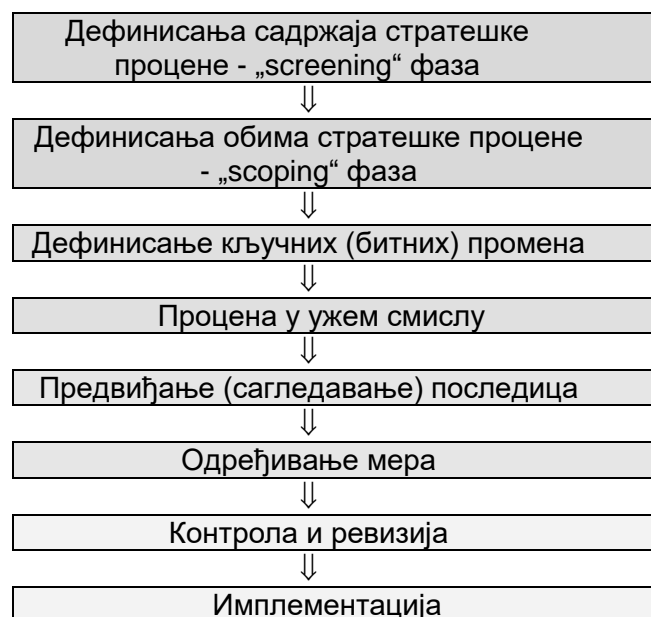 Дефинисања садржаја стратешке
процене - „screening“ фаза
⇓
Дефинисања обима стратешке процене
- „scoping“ фаза
⇓
Дефинисање кључних (битних) промена
⇓
Процена у ужем смислу
⇓
Предвиђање (сагледавање) последица
⇓
Одређивање мера
⇓
Контрола и ревизија
⇓
Имплементација